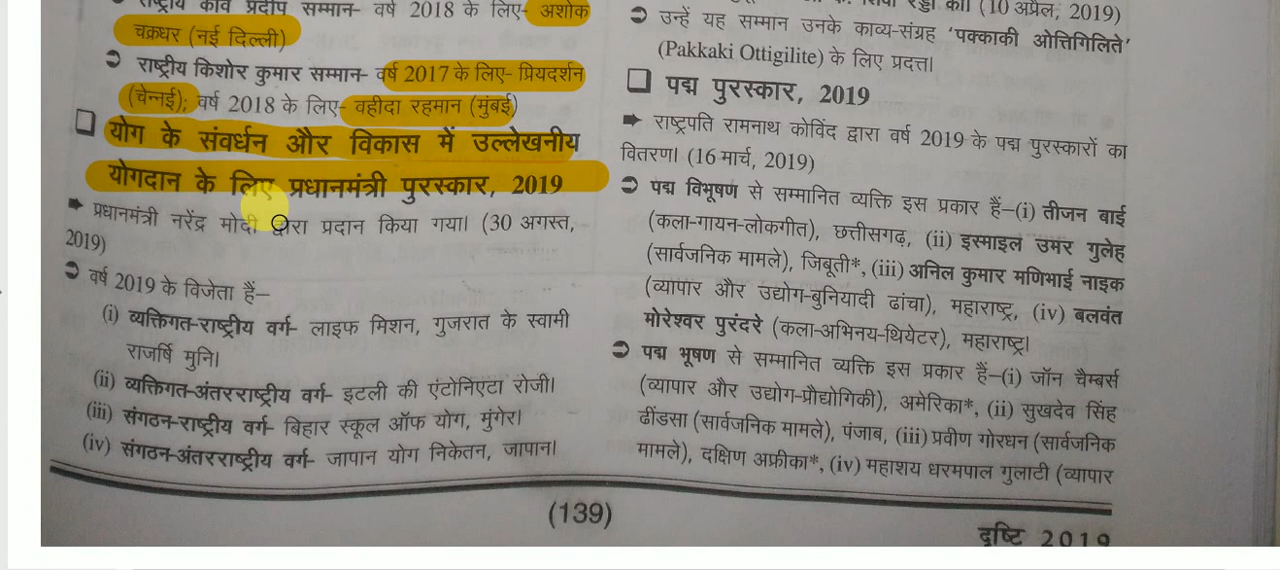 राष्ट्रीय कवि प्रदीप सम्मान- वर्ष 2018 के लिए- अशोक
चक्रधर (नई दिल्ली)
राष्ट्रीय किशोर कुमार सम्मान- वर्ष 2017 के लिए- प्रियदर्शन
(चेन्नई); वर्ष 2018 के लिए- वहीदा रहमान (मुंबई)
योग के संवर्धन और विकास में उल्लेखनीय
योगदान के लिए प्रधानमंत्री पुरस्कार, 2019
प्रधानमंत्री नरेंद्र मोदी द्वारा प्रदान किया गया। (30 अगस्त,
2019)
वर्ष 2019 के विजेता हैं–
(i) व्यक्तिगत-राष्ट्रीय वर्ग- लाइफ मिशन, गुजरात के स्वामी
राजर्षि मुनि।
(ii) व्यक्तिगत-अंतरराष्ट्रीय वर्ग- इटली की एंटोनिएटा रोजी।
(iii) संगठन-राष्ट्रीय वर्ग- बिहार स्कूल ऑफ योग, मुंगेर।
(iv) संगठन-अंतरराष्ट्रीय वर्ग- जापान योग निकेतन, जापान।
रेड्डी को। (10 अप्रैल, 2019)
उन्हें यह सम्मान उनके काव्य-संग्रह 'पक्काकी ओत्तिगिलिते'
(Pakkaki Ottigilite) के लिए प्रदत्त।
पद्म पुरस्कार, 2019
राष्ट्रपति रामनाथ कोविंद द्वारा वर्ष 2019 के पद्म पुरस्कारों का
वितरण। (16 मार्च, 2019)
पद्म विभूषण से सम्मानित व्यक्ति इस प्रकार हैं–(i) तीजन बाई
(कला-गायन-लोकगीत), छत्तीसगढ़, (ii) इस्माइल उमर गुलेह
(सार्वजनिक मामले), जिबूती*, (iii) अनिल कुमार मणिभाई नाइक
(व्यापार और उद्योग-बुनियादी ढांचा), महाराष्ट्र, (iv) बलवंत
मोरेश्वर पुरंदरे (कला-अभिनय-थियेटर), महाराष्ट्र।
पद्म भूषण से सम्मानित व्यक्ति इस प्रकार हैं–(i) जॉन चैम्बर्स
(व्यापार और उद्योग-प्रौद्योगिकी), अमेरिका*, (ii) सुखदेव सिंह
ढींडसा (सार्वजनिक मामले), पंजाब, (iii) प्रवीण गोरधन (सार्वजनिक
मामले), दक्षिण अफ्रीका*, (iv) महाशय धरमपाल गुलाटी (व्यापार
(139)
दृष्टि 2019